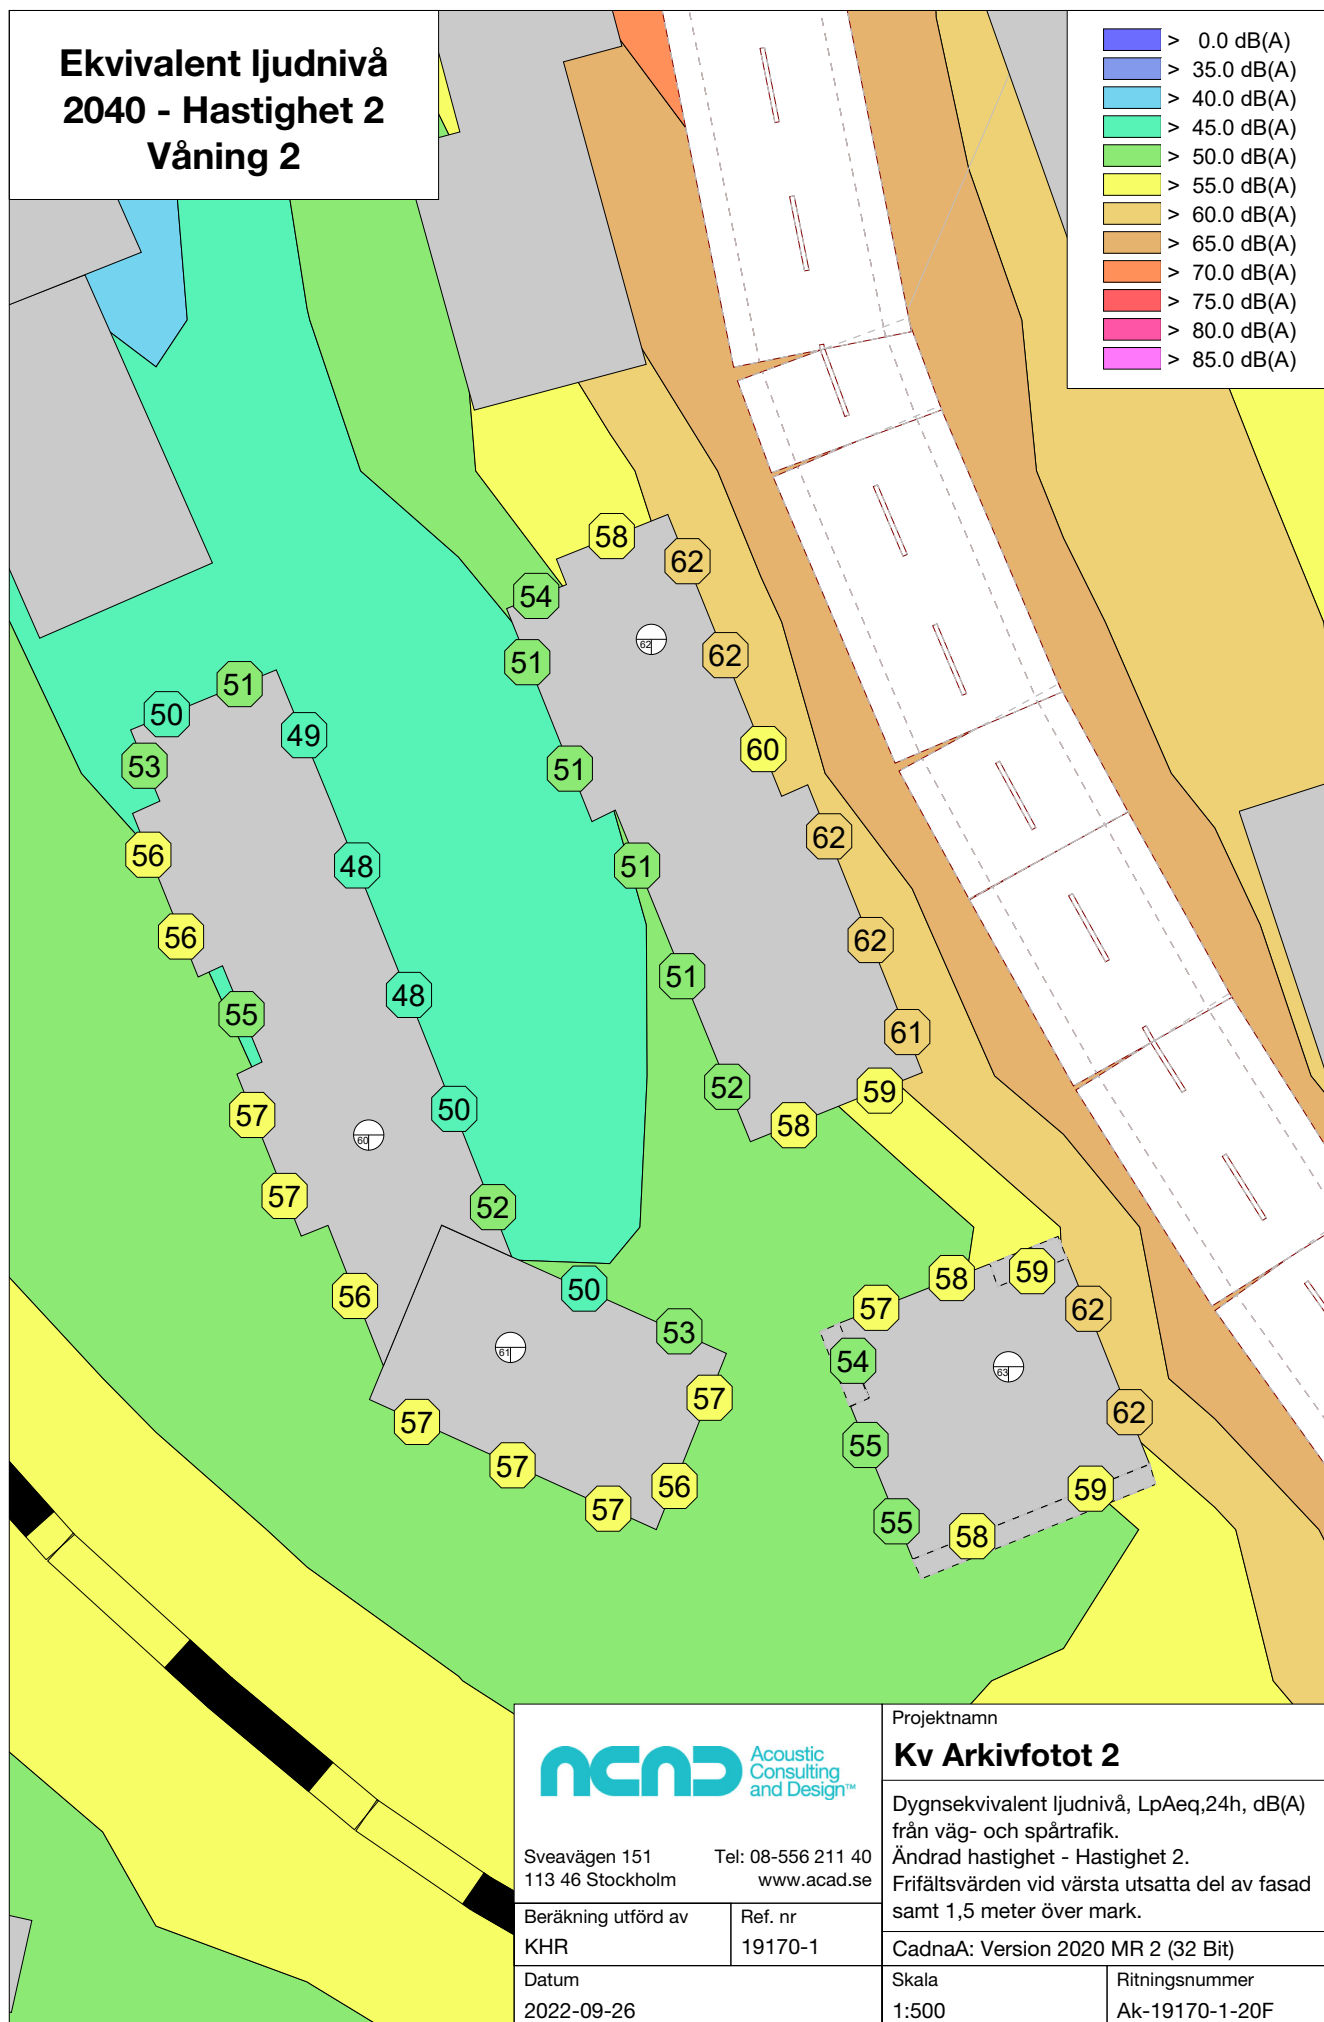 Ekvivalent ljudnivå
2040 - Hastighet 2
Våning 2
> 0.0 dB(A)
> 35.0 dB(A)
> 40.0 dB(A)
> 45.0 dB(A)
> 50.0 dB(A)
> 55.0 dB(A)
> 60.0 dB(A)
> 65.0 dB(A)
> 70.0 dB(A)
> 75.0 dB(A)
> 80.0 dB(A)
> 85.0 dB(A)
58
62
54
62
51
62
51
50
49
60
53
51
62
56
51
48
56
62
51
48
55
61
52
59
50
57
58
60
57
52
59
58
50
56
57
62
53
61
54
63
57
57
62
55
57
56
59
57
55
58
ACAD
Acoustic
Consulting
and Design™
Sveavägen 151
113 46 Stockholm
Tel: 08-556 211 40
www.acad.se
Beräkning utförd av
KHR
Ref. nr
19170-1
Datum
2022-09-26
Projektnamn
Kv Arkivfotot 2
Dygnsekvivalent ljudnivå, LpAeq,24h, dB(A)
från väg- och spårtrafik.
Ändrad hastighet - Hastighet 2.
Frifältsvärden vid värsta utsatta del av fasad
samt 1,5 meter över mark.
CadnaA: Version 2020 MR 2 (32 Bit)
Skala
1:500
Ritningsnummer
Ak-19170-1-20F